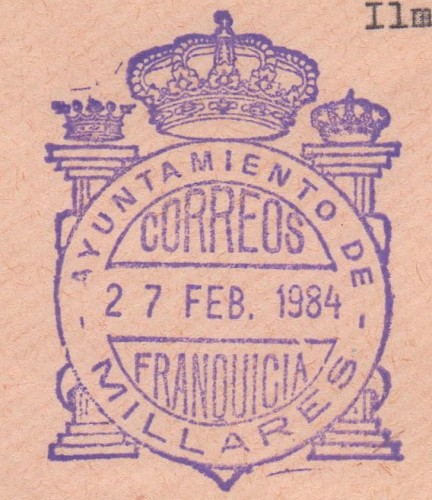 Ilm
AYUNTAMIENTO DE
CORREOS
27 FEB. 1984
FRANQUICIA
MILLARES